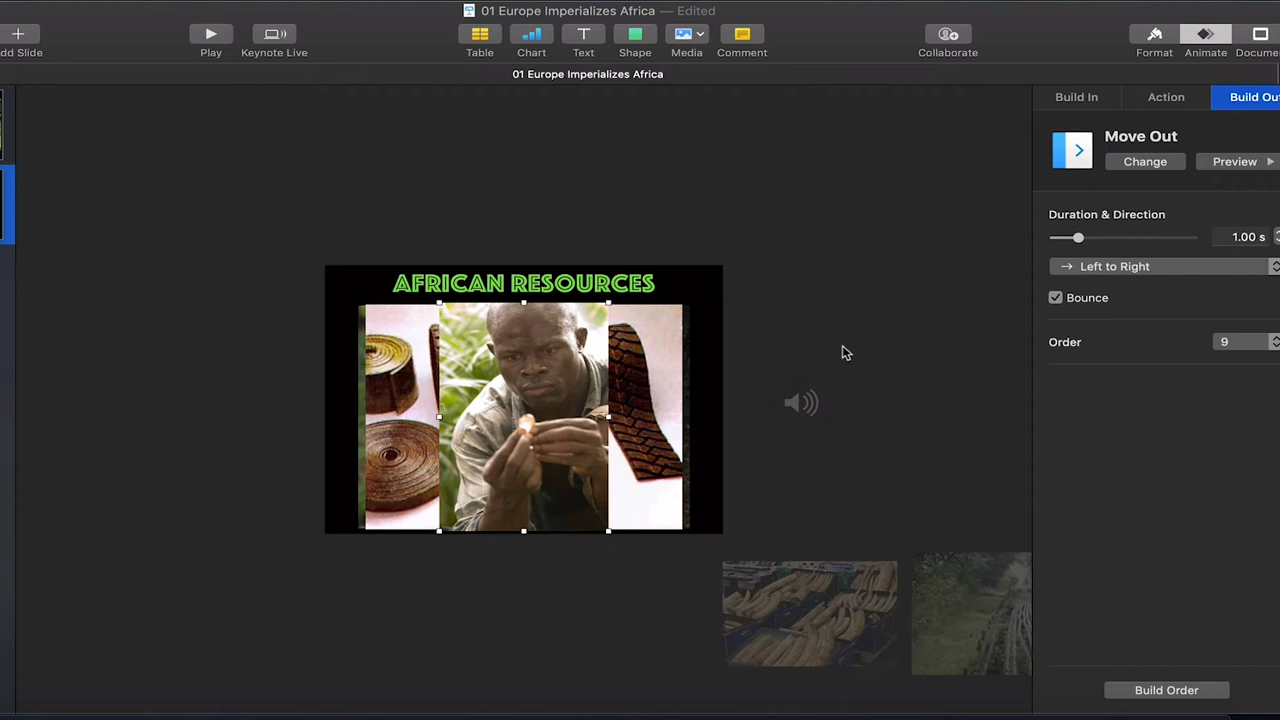 01 Europe Imperializes Africa — Edited
dd Slide
Play
Keynote Live
Table
Chart
Text
Shape
Media
Comment
Collaborate
Format
Animate
Docume
01 Europe Imperializes Africa
Build In
Action
Build Ou
Move Out
Change
Preview
Duration & Direction
1.00 s
Left to Right
Bounce
Order
9
AFRICAN RESOURCES
Build Order